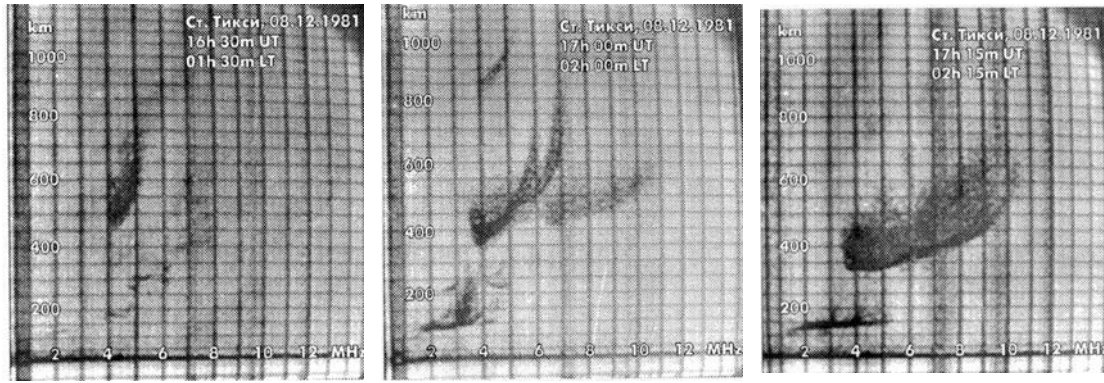 Ст. Тикси, 08.12.1981
km
16h 30m UT
01h 30m LT
1000
800
600
400
200
2 4 6 8 10 12 MHz
Ст. Тикси, 08.12.1981
km
17h 00m UT
02h 00m LT
1000
800
600
400
200
2 4 6 8 10 12 MHz
Ст. Тикси, 08.12.1981
km
17h 15m UT
02h 15m LT
1000
800
600
400
200
2 4 6 8 10 12 MHz